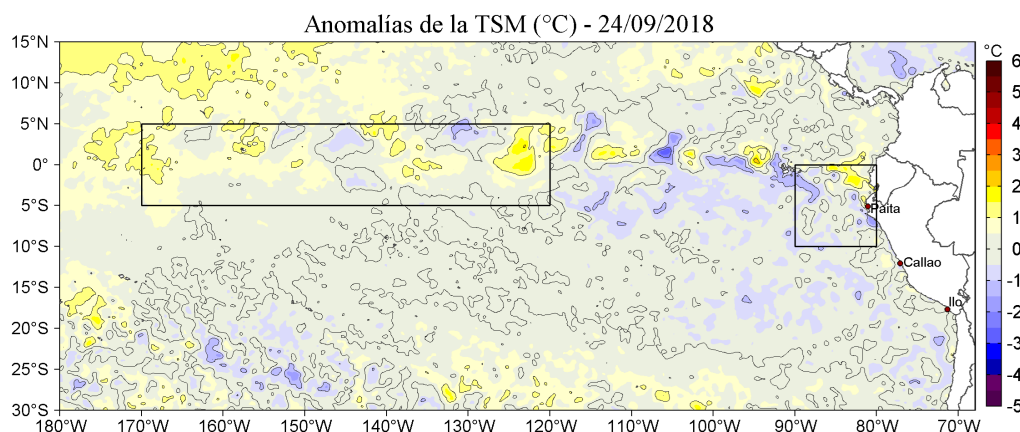 Anomalías de la TSM (°C) - 24/09/2018
15°N
10°N
5°N
0°
5°S
10°S
15°S
20°S
25°S
30°S
180°W
170°W
160°W
150°W
140°W
130°W
120°W
110°W
100°W
90°W
80°W
70°W
Paita
Callao
Ilo
°C
6
5
4
3
2
1
0
-1
-2
-3
-4
-5